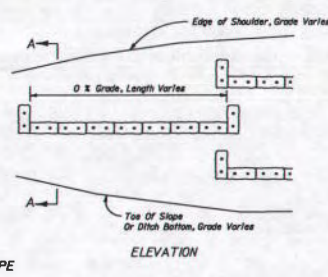 Edge of Shoulder, Grade Varies
A
0 % Grade, Length Varies
A
Toe Of Slope
Or Ditch Bottom, Grade Varies
ELEVATION
PE